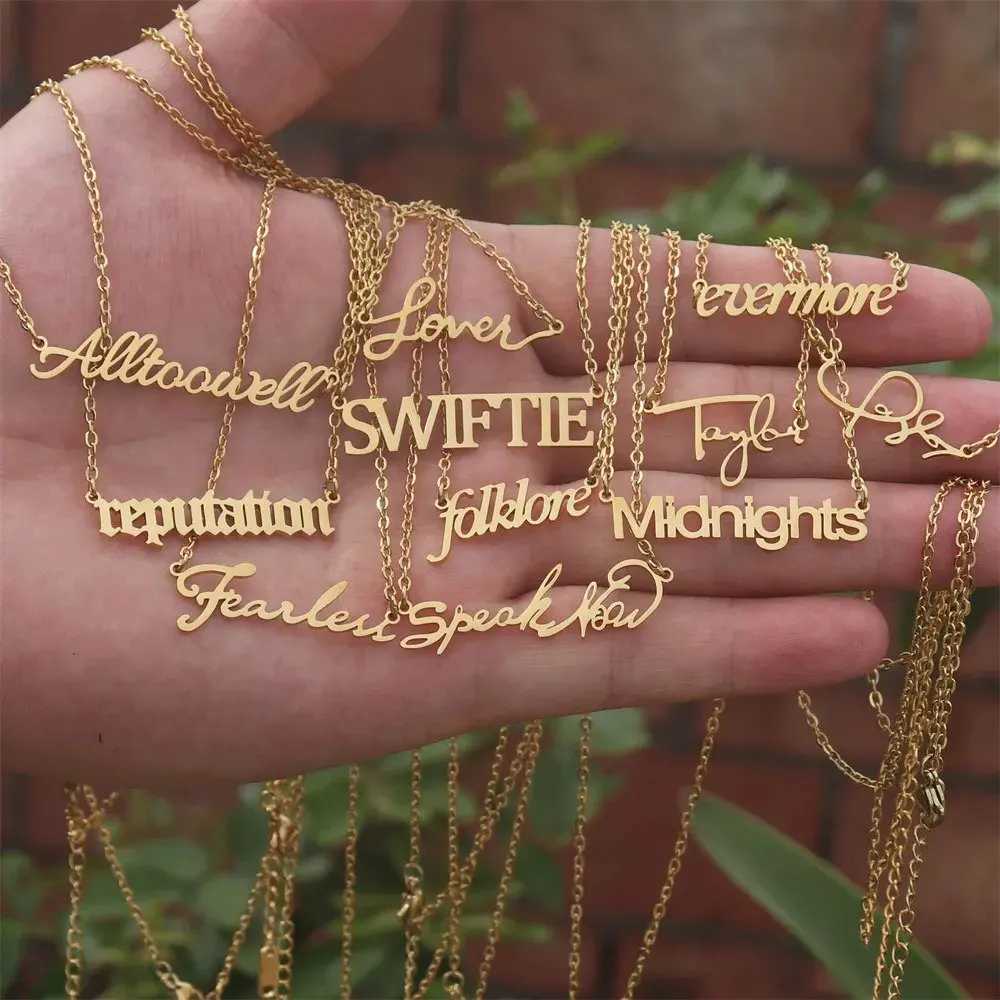 evermore
Lover
Alltoowell
SWIFTIE
Taylor
reputation
folklore
Midnights
Fearless
SpeakNow